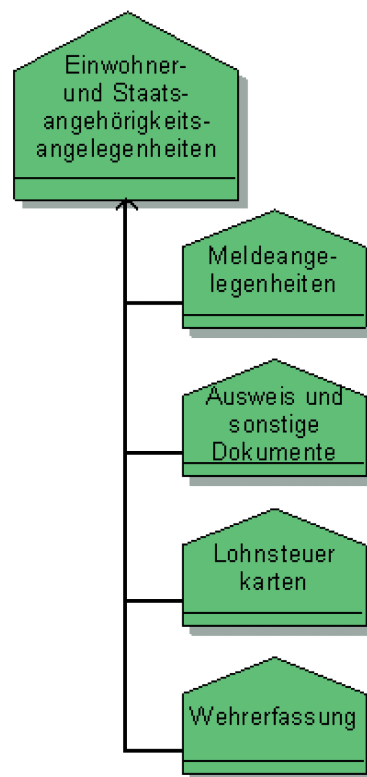 Einwohner-
und Staats-
angehörigkeits-
angelegenheiten
Meldeange-
legenheiten
Ausweis und
sonstige
Dokumente
Lohnsteuer
karten
Wehrerfassung